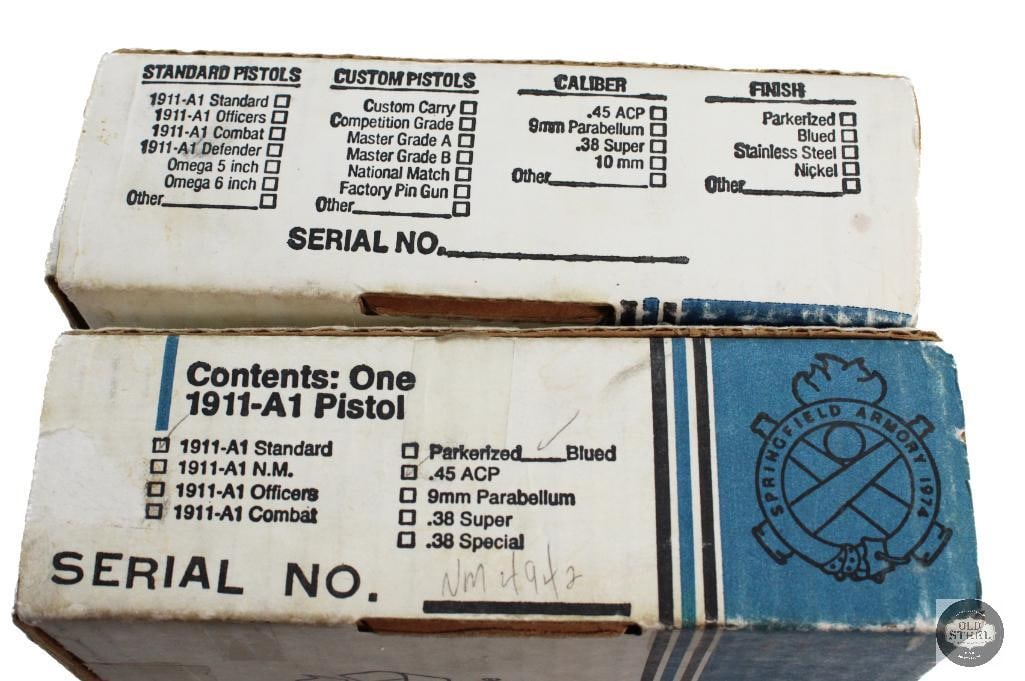 STANDARD PISTOLS
1911-A1 Standard
1911-A1 Officers
1911-A1 Combat
1911-A1 Defender
Omega 5 inch
Omega 6 inch
Other
CUSTOM PISTOLS
Custom Carry
Competition Grade
Master Grade A
Master Grade B
National Match
Factory Pin Gun
Other
CALIBER
.45 ACP
9mm Parabellum
.38 Super
10 mm
Other
FINISH
Parkerized
Blued
Stainless Steel
Nickel
Other
SERIAL NO.
Contents: One
1911-A1 Pistol
1911-A1 Standard
1911-A1 N.M.
1911-A1 Officers
1911-A1 Combat
Parkerized____Blued
.45 ACP
9mm Parabellum
.38 Super
.38 Special
SERIAL NO. NM4942
SPRINGFIELD ARMORY 1974
OLD
STEEL